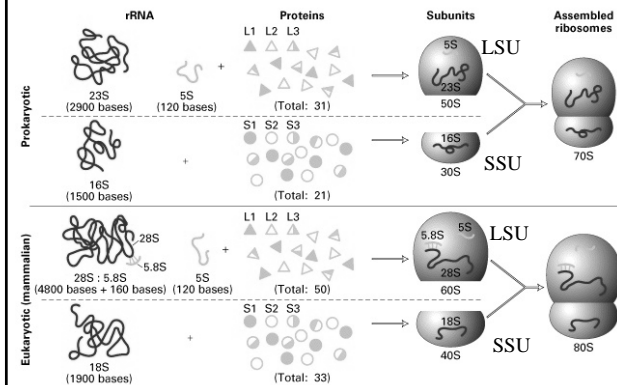 rRNA Proteins Subunits Assembled
ribosomes
Prokaryotic
L1 L2 L3
+
23S
(2900 bases)
5S
(120 bases)
(Total: 31)
5S
23S
50S
LSU
S1 S2 S3
+
16S
(1500 bases)
(Total: 21)
16S
30S
SSU
70S
Eukaryotic (mammalian)
L1 L2 L3
+
28S
5.8S
28S : 5.8S
(4800 bases + 160 bases)
5S
(120 bases)
(Total: 50)
5.8S
5S
28S
60S
LSU
S1 S2 S3
+
18S
(1900 bases)
(Total: 33)
18S
40S
SSU
80S